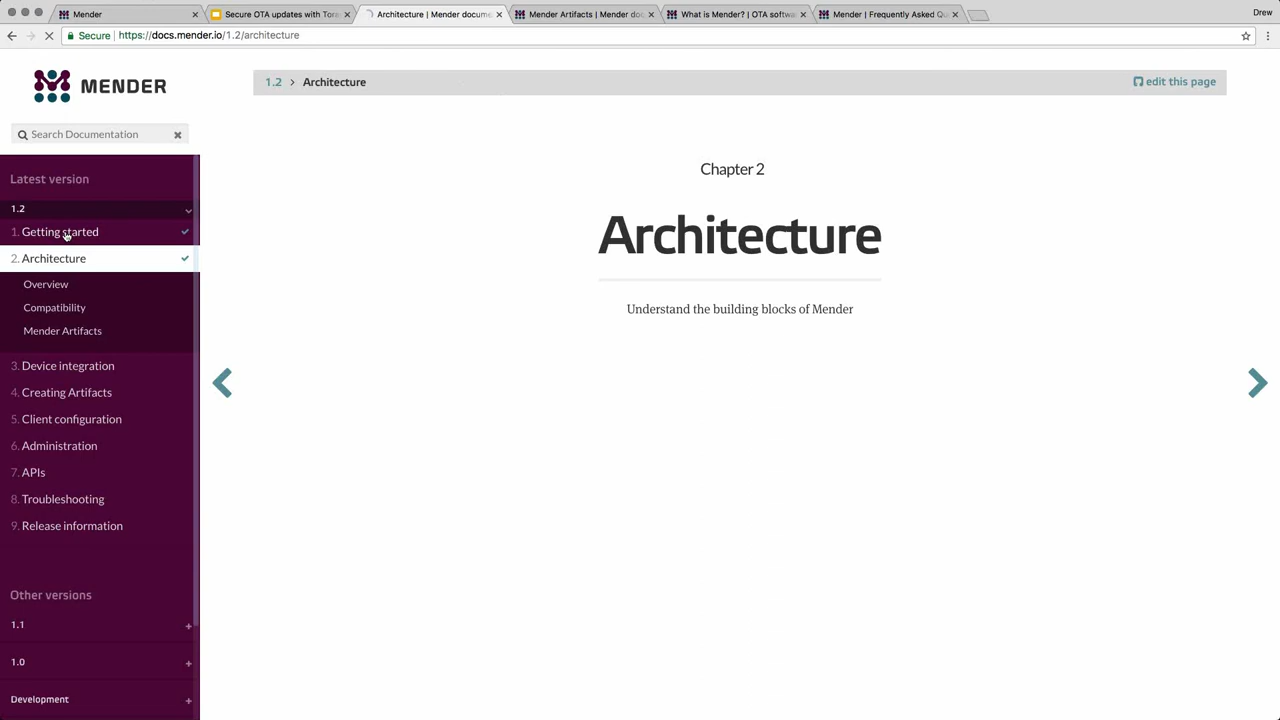 Mender
Secure OTA updates with Tora
Architecture | Mender docume
Mender Artifacts | Mender doc
What is Mender? | OTA softwa
Mender | Frequently Asked Qu
Drew
Secure
https://docs.mender.io/1.2/architecture
MENDER
1.2 > Architecture
edit this page
Search Documentation
Latest version
1.2
1. Getting started
2. Architecture
Overview
Compatibility
Mender Artifacts
3. Device integration
4. Creating Artifacts
5. Client configuration
6. Administration
7. APIs
8. Troubleshooting
9. Release information
Other versions
1.1
1.0
Development
Chapter 2
Architecture
Understand the building blocks of Mender